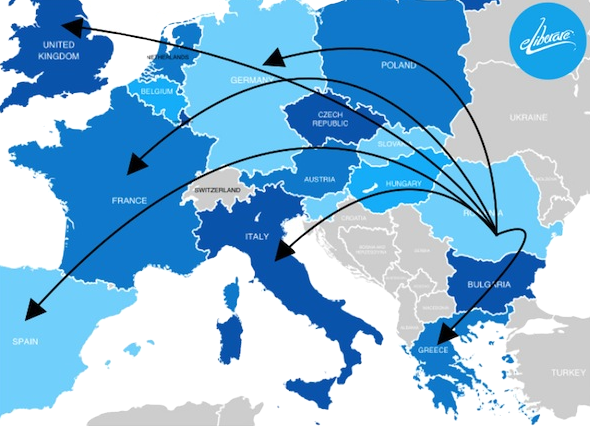 eliberare
UNITED
KINGDOM
NETHERLANDS
BELGIUM
GERMANY
POLAND
CZECH
REPUBLIC
UKRAINE
FRANCE
SWITZERLAND
AUSTRIA
HUNGARY
CROATIA
ITALY
BULGARIA
SPAIN
GREECE
TURKEY